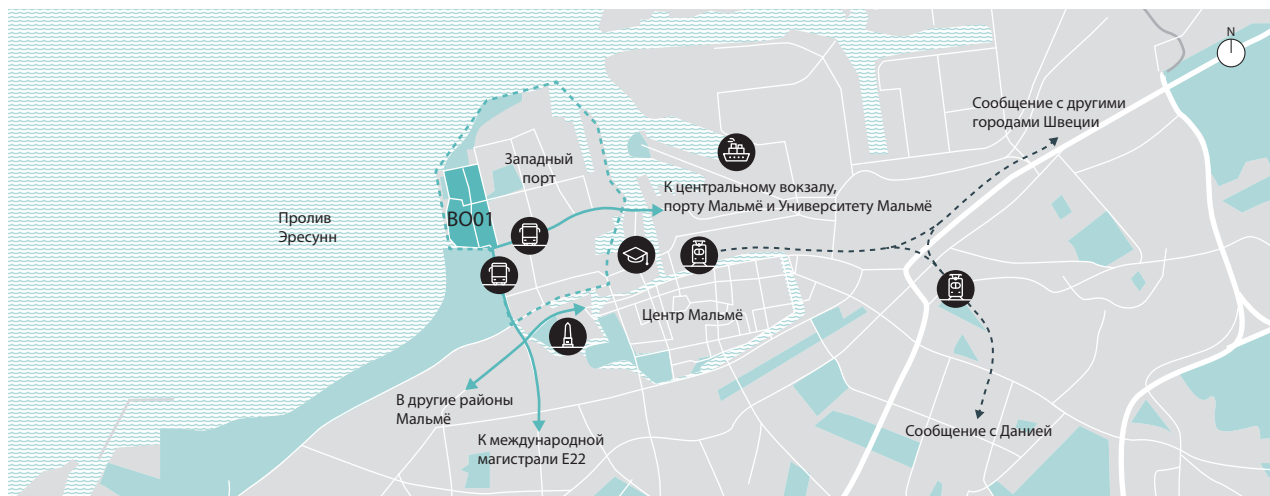 N
Сообщение с другими
городами Швеции
Западный
порт
К центральному вокзалу,
порту Мальмё и Университету Мальмё
BO01
Пролив
Эресунн
Центр Мальмё
В другие районы
Мальмё
Сообщение с Данией
К международной
магистрали E22